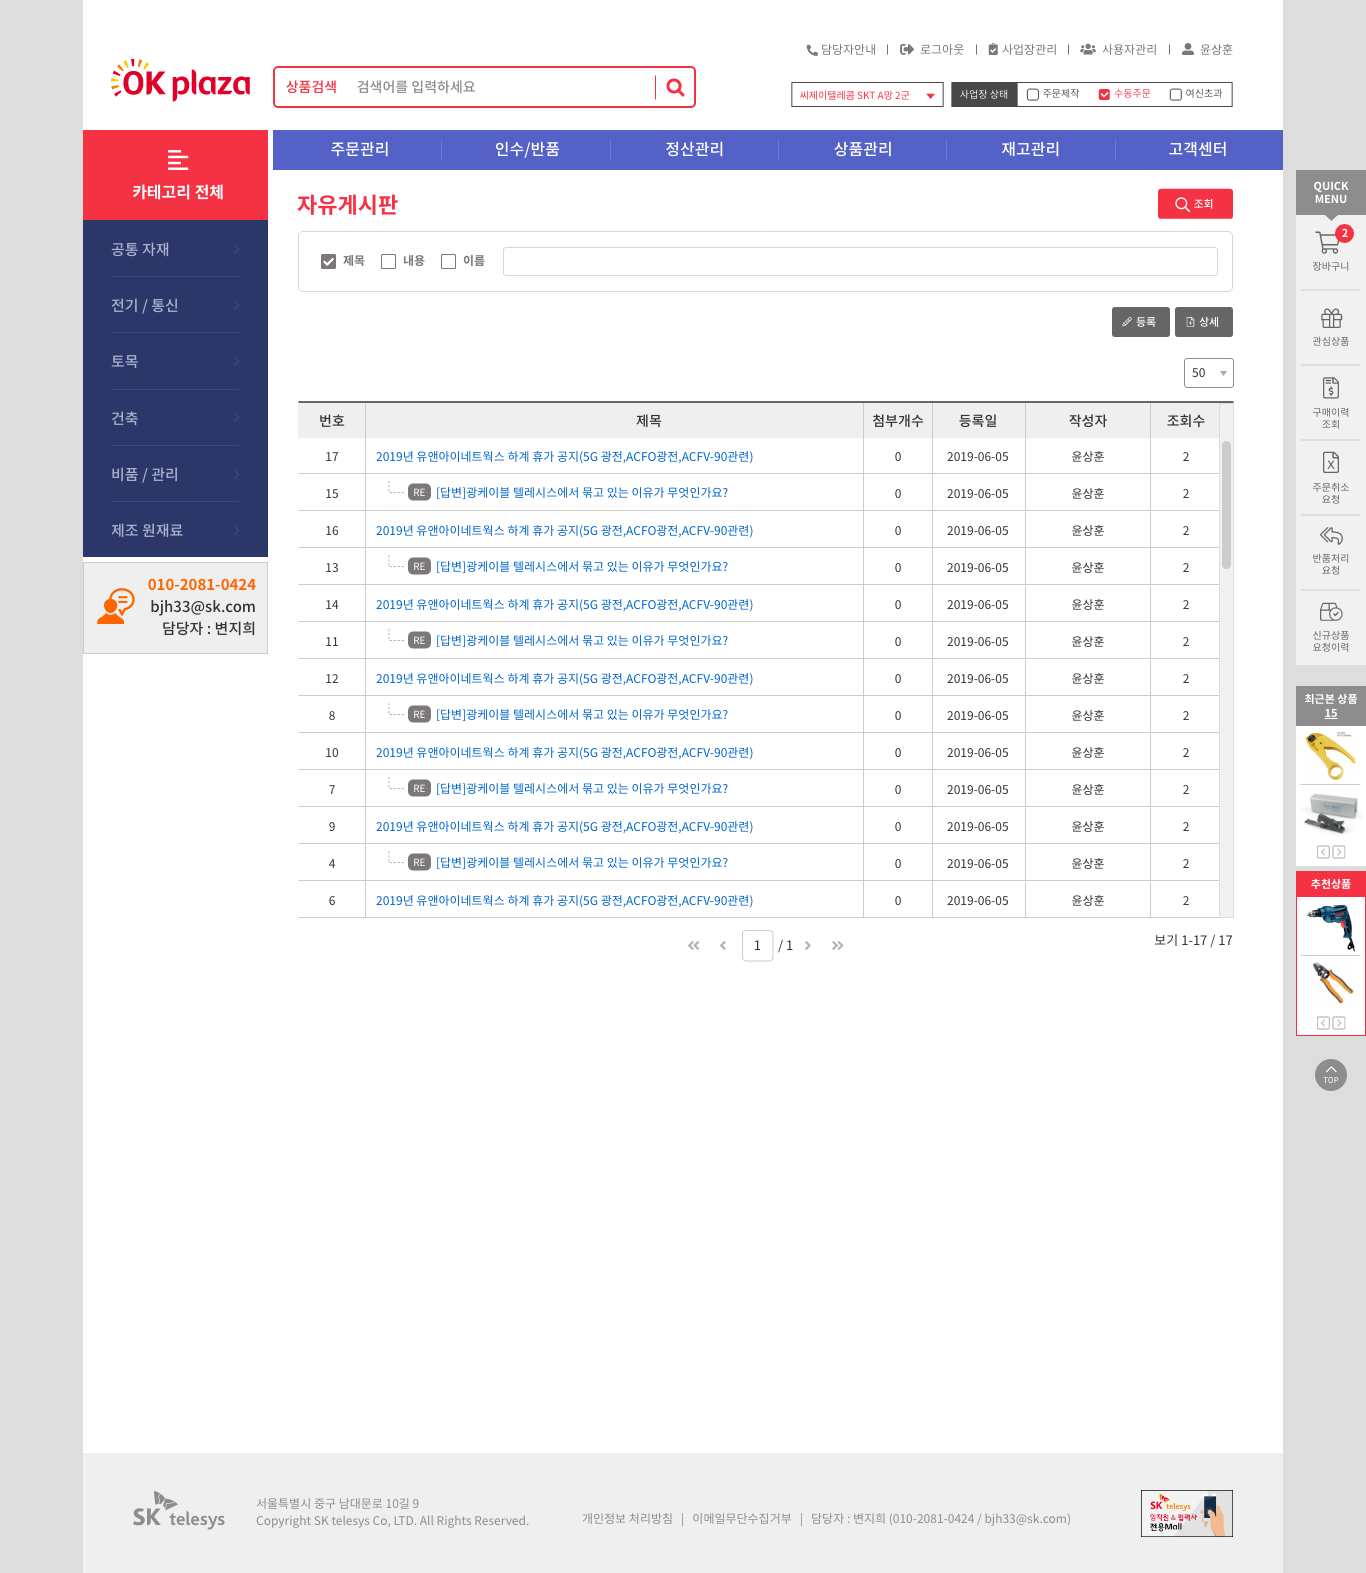 담당자안내
로그아웃
사업장관리
사용자관리
윤상훈
OK plaza
상품검색 검색어를 입력하세요
씨제이텔레콤 SKT A망 2군
사업장 상태 주문제작 수동주문 여신초과
카테고리 전체
주문관리 인수/반품 정산관리 상품관리 재고관리 고객센터
공통 자재
전기 / 통신
토목
건축
비품 / 관리
제조 원재료
010-2081-0424
bjh33@sk.com
담당자 : 변지희
자유게시판
조회
제목 내용 이름
등록 상세
50
번호 제목 첨부개수 등록일 작성자 조회수
17 2019년 유앤아이네트웍스 하계 휴가 공지(5G 광전,ACFO광전,ACFV-90관련) 0 2019-06-05 윤상훈 2
15 RE [답변]광케이블 텔레시스에서 묶고 있는 이유가 무엇인가요? 0 2019-06-05 윤상훈 2
16 2019년 유앤아이네트웍스 하계 휴가 공지(5G 광전,ACFO광전,ACFV-90관련) 0 2019-06-05 윤상훈 2
13 RE [답변]광케이블 텔레시스에서 묶고 있는 이유가 무엇인가요? 0 2019-06-05 윤상훈 2
14 2019년 유앤아이네트웍스 하계 휴가 공지(5G 광전,ACFO광전,ACFV-90관련) 0 2019-06-05 윤상훈 2
11 RE [답변]광케이블 텔레시스에서 묶고 있는 이유가 무엇인가요? 0 2019-06-05 윤상훈 2
12 2019년 유앤아이네트웍스 하계 휴가 공지(5G 광전,ACFO광전,ACFV-90관련) 0 2019-06-05 윤상훈 2
8 RE [답변]광케이블 텔레시스에서 묶고 있는 이유가 무엇인가요? 0 2019-06-05 윤상훈 2
10 2019년 유앤아이네트웍스 하계 휴가 공지(5G 광전,ACFO광전,ACFV-90관련) 0 2019-06-05 윤상훈 2
7 RE [답변]광케이블 텔레시스에서 묶고 있는 이유가 무엇인가요? 0 2019-06-05 윤상훈 2
9 2019년 유앤아이네트웍스 하계 휴가 공지(5G 광전,ACFO광전,ACFV-90관련) 0 2019-06-05 윤상훈 2
4 RE [답변]광케이블 텔레시스에서 묶고 있는 이유가 무엇인가요? 0 2019-06-05 윤상훈 2
6 2019년 유앤아이네트웍스 하계 휴가 공지(5G 광전,ACFO광전,ACFV-90관련) 0 2019-06-05 윤상훈 2
1 / 1
보기 1-17 / 17
QUICK
MENU
2
장바구니
관심상품
구매이력
조회
주문취소
요청
반품처리
요청
신규상품
요청이력
최근본 상품
15
추천상품
TOP
SK telesys
서울특별시 중구 남대문로 10길 9
Copyright SK telesys Co, LTD. All Rights Reserved.
개인정보 처리방침 | 이메일무단수집거부 | 담당자 : 변지희 (010-2081-0424 / bjh33@sk.com)
SK telesys
임직원 & 협력사
전용Mall